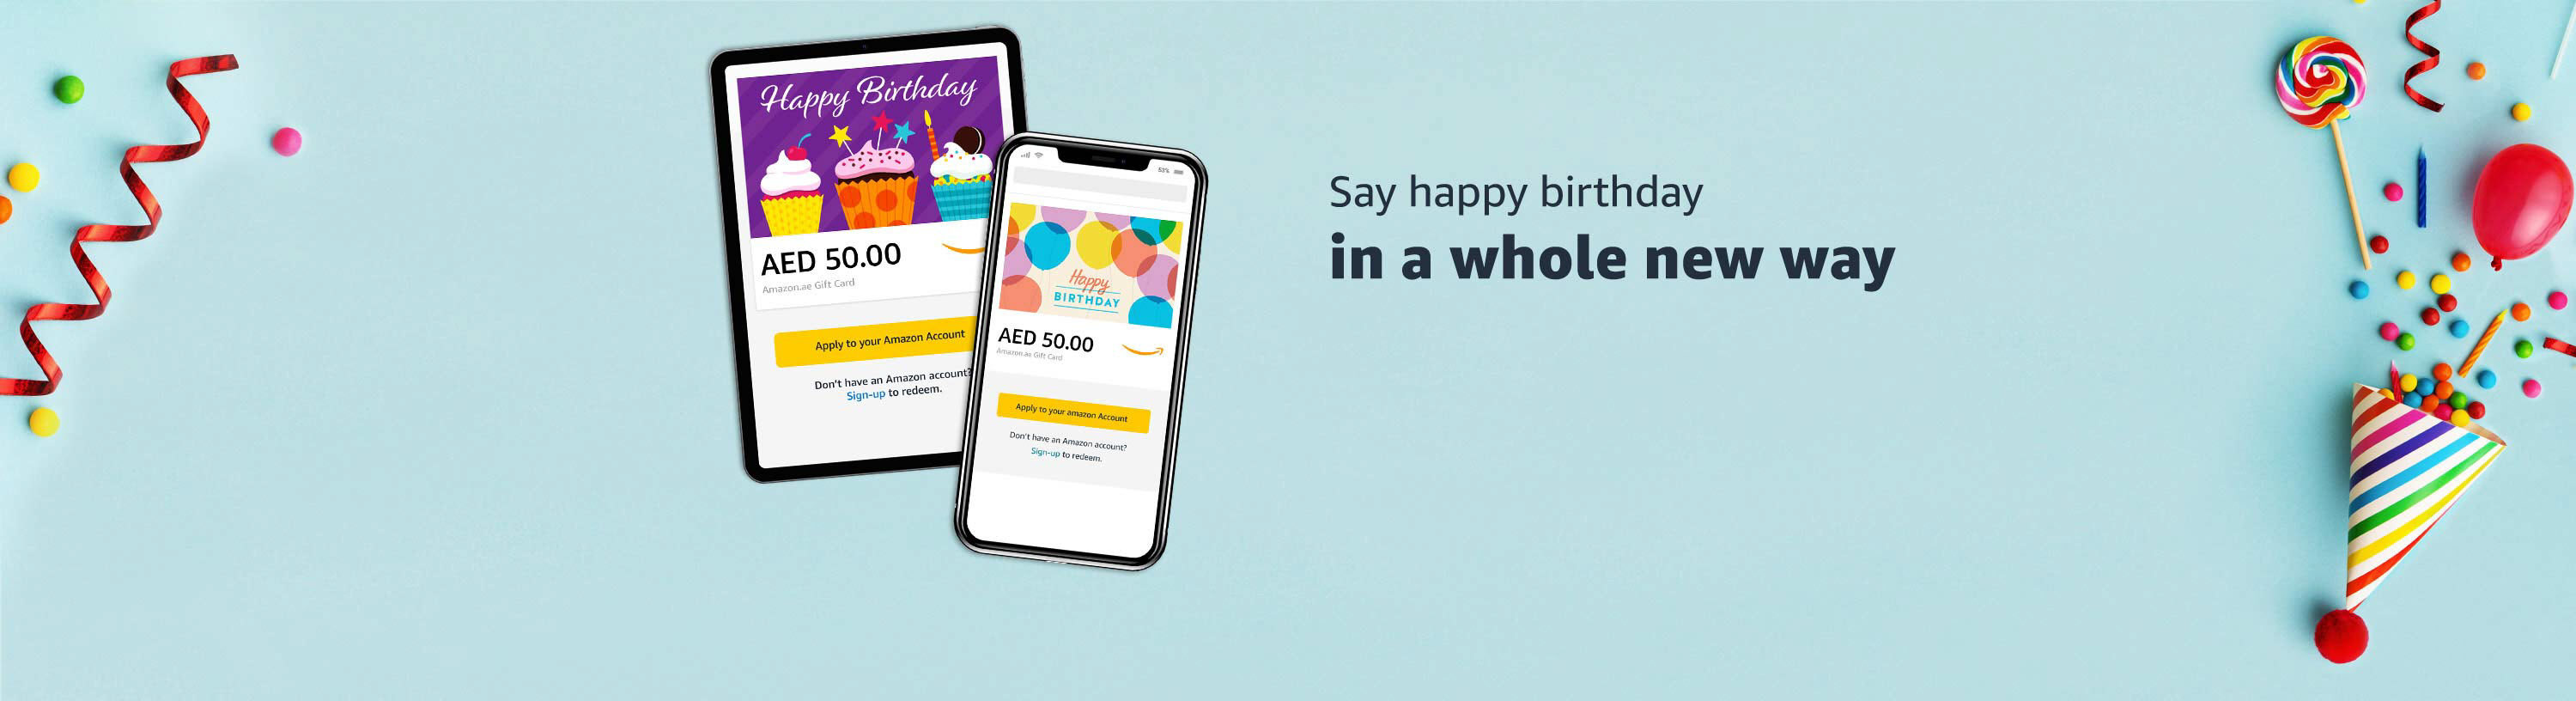 Happy Birthday
AED 50.00
Amazon.ae Gift Card
Apply to your Amazon Account
Don't have an Amazon account?
Sign-up to redeem.
53%
Happy
BIRTHDAY
AED 50.00
Amazon.ae Gift Card
Apply to your amazon Account
Don't have an Amazon account?
Sign-up to redeem.
Say happy birthday
in a whole new way